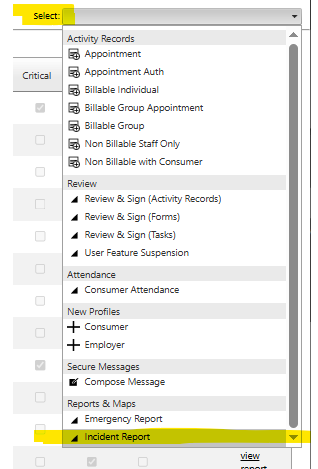 Select:
Activity Records
Critical
Appointment
Appointment Auth
Billable Individual
Billable Group Appointment
Billable Group
Non Billable Staff Only
Non Billable with Consumer
Review
Review & Sign (Activity Records)
Review & Sign (Forms)
Review & Sign (Tasks)
User Feature Suspension
Attendance
Consumer Attendance
New Profiles
Consumer
Employer
Secure Messages
Compose Message
Reports & Maps
Emergency Report
Incident Report
view
report